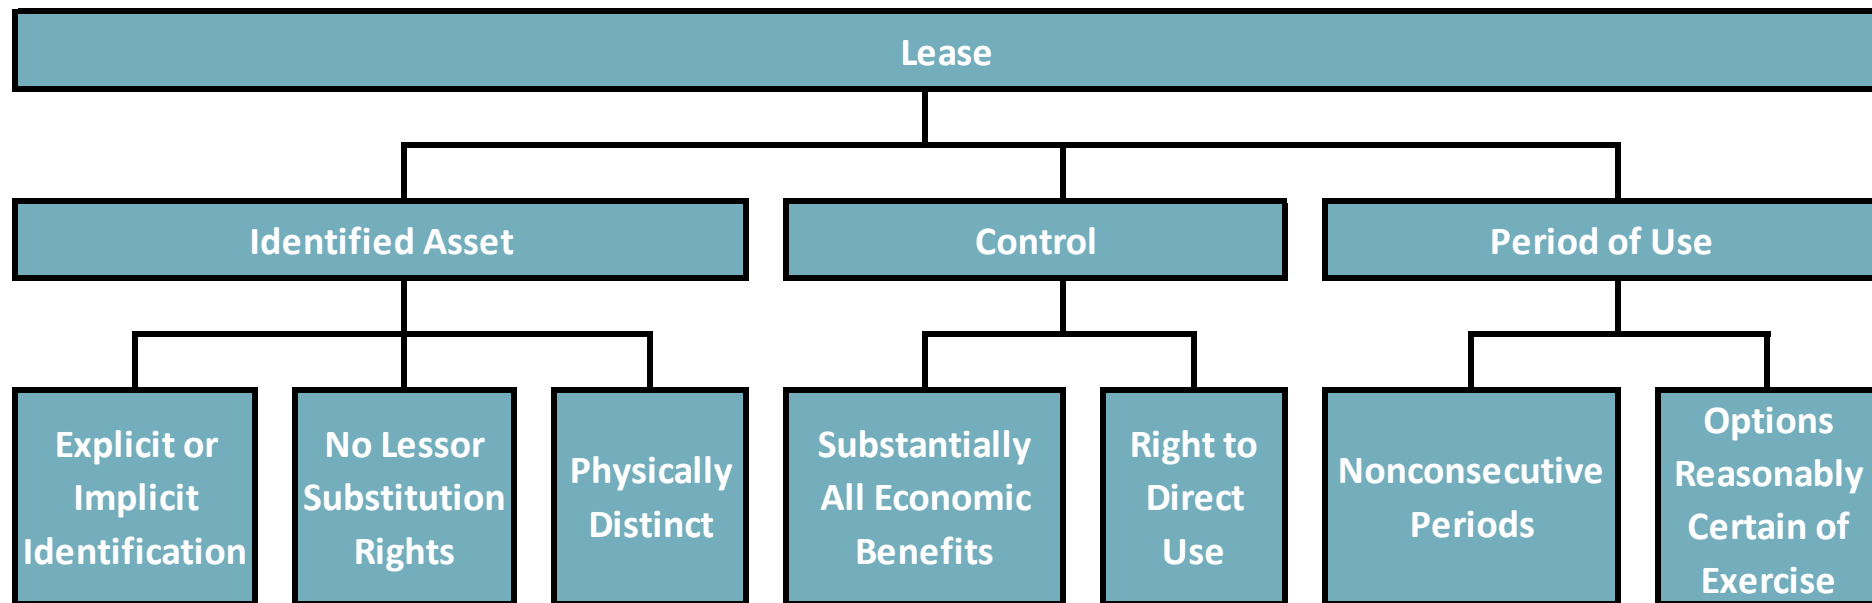 Lease
Identified Asset
Control
Period of Use
Explicit or
Implicit
Identification
No Lessor
Substitution
Rights
Physically
Distinct
Substantially
All Economic
Benefits
Right to
Direct
Use
Nonconsecutive
Periods
Options
Reasonably
Certain of
Exercise